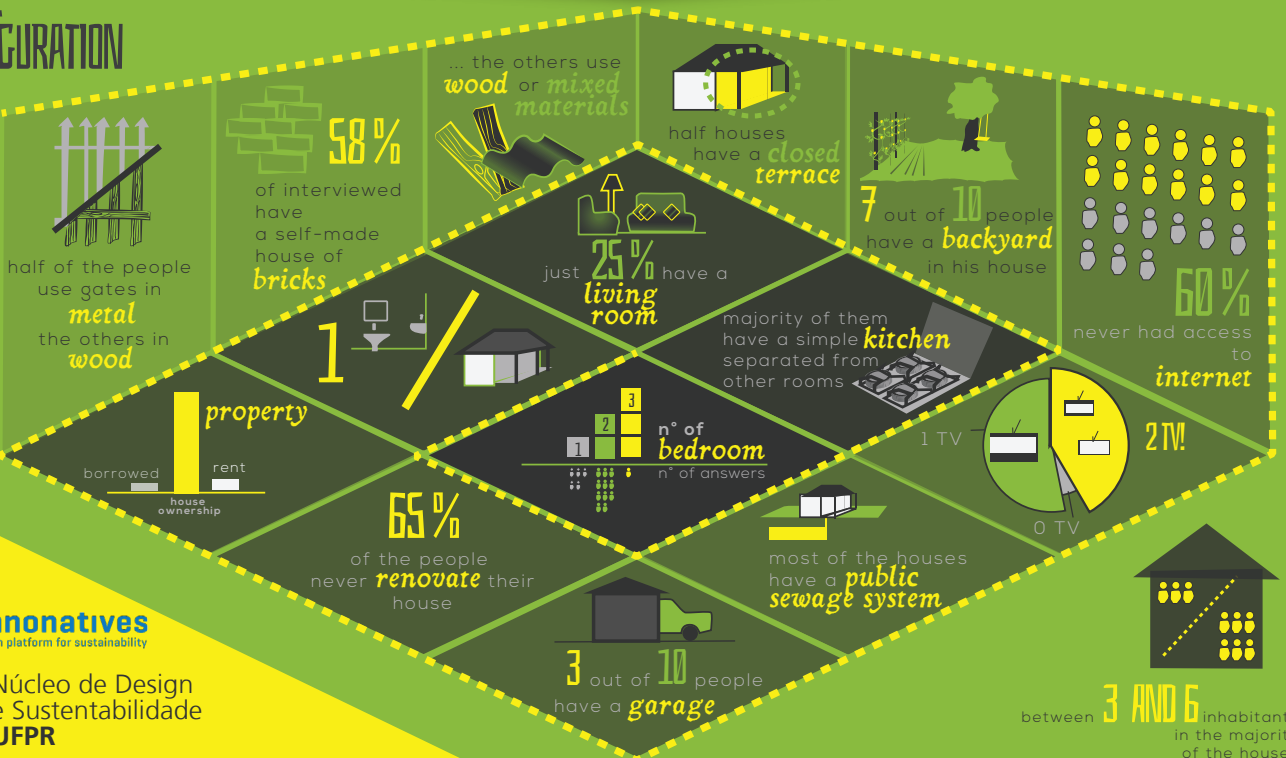 GURATION
half of the people
use gates in
metal
the others in
wood
58%
of interviewed
have
a self-made
house of
bricks
... the others use
wood or mixed
materials
half houses
have a closed
terrace
7 out of 10 people
have a backyard
in his house
60%
never had access
to
internet
just 25% have a
living
room
1
majority of them
have a simple kitchen
separated from
other rooms
property
borrowed
rent
house
ownership
3
2
1
n° of
bedroom
n° of answers
1 TV
2 TV!
0 TV
65%
of the people
never renovate their
house
most of the houses
have a public
sewage system
3 out of 10 people
have a garage
between 3 AND 6 inhabitant
in the majorit
of the house
nonatives
n platform for sustainability
Núcleo de Design
e Sustentabilidade
UFPR